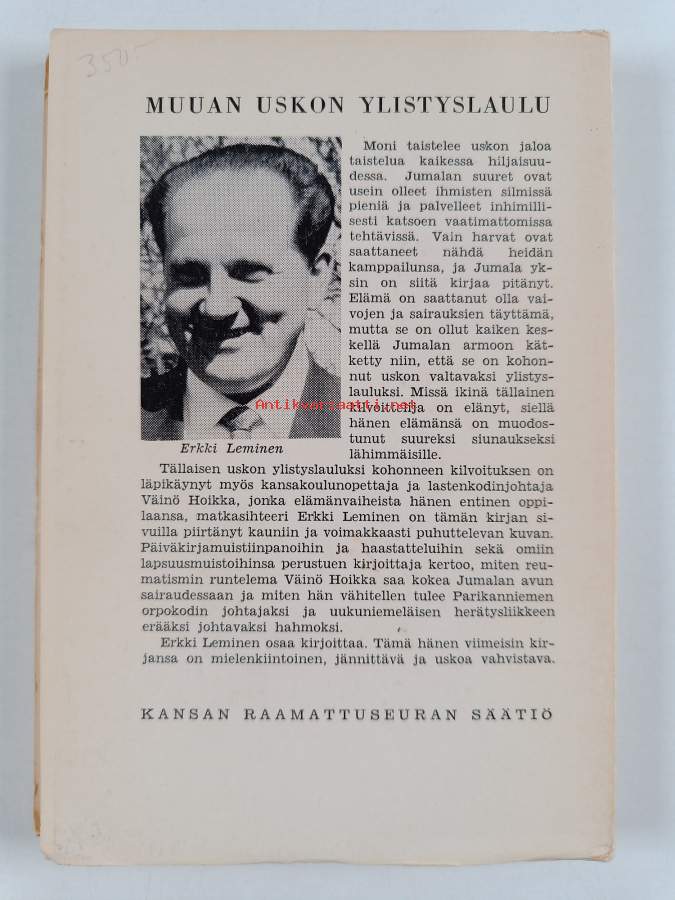 350-
MUUAN USKON YLISTYSLAULU
Moni taistelee uskon jaloa
taistelua kaikessa hiljaisuu-
dessa. Jumalan suuret ovat
usein olleet ihmisten silmissä
pieniä ja palvelleet inhimilli-
sesti katsoen vaatimattomissa
tehtävissä. Vain harvat ovat
saattaneet nähdä heidän
kamppailunsa, ja Jumala yk-
sin on siitä kirjaa pitänyt.
Elämä on saattanut olla vai-
vojen ja sairauksien täyttämä,
mutta se on ollut kaiken kes-
kellä Jumalan armoon kät-
ketty niin, että se on kohon-
nut uskon valtavaksi ylistys-
lauluksi. Missä ikinä tällainen
kilvoittelija on elänyt, siellä
hänen elämänsä on muodos-
tunut suureksi siunaukseksi
lähimmäisille.
Antikvariaatti.net
Erkki Leminen
Tällaisen uskon ylistyslauluksi kohonneen kilvoituksen on
läpikäynyt myös kansakoulunopettaja ja lastenkodinjohtaja
Väinö Hoikka, jonka elämänvaiheista hänen entinen oppi-
laansa, matkasihteeri Erkki Leminen on tämän kirjan si-
vuilla piirtänyt kauniin ja voimakkaasti puhuttelevan kuvan.
Päiväkirjamuistiinpanoihin ja haastatteluihin sekä omiin
lapsuusmuistoihinsa perustuen kirjoittaja kertoo, miten reu-
matismin runtelema Väinö Hoikka saa kokea Jumalan avun
sairaudessaan ja miten hän vähitellen tulee Parikanniemen
orpokodin johtajaksi ja uukuniemeläisen herätysliikkeen
erääksi johtavaksi hahmoksi.
Erkki Leminen osaa kirjoittaa. Tämä hänen viimeisin kir-
jansa on mielenkiintoinen, jännittävä ja uskoa vahvistava.
KANSAN RAAMATTUSEURAN SÄÄTIÖ